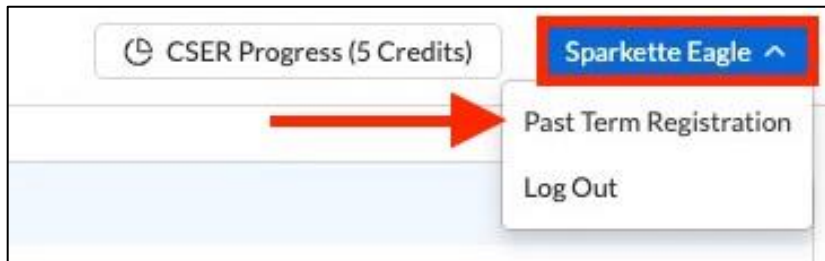 CSER Progress (5 Credits)
Sparkette Eagle
Past Term Registration
Log Out